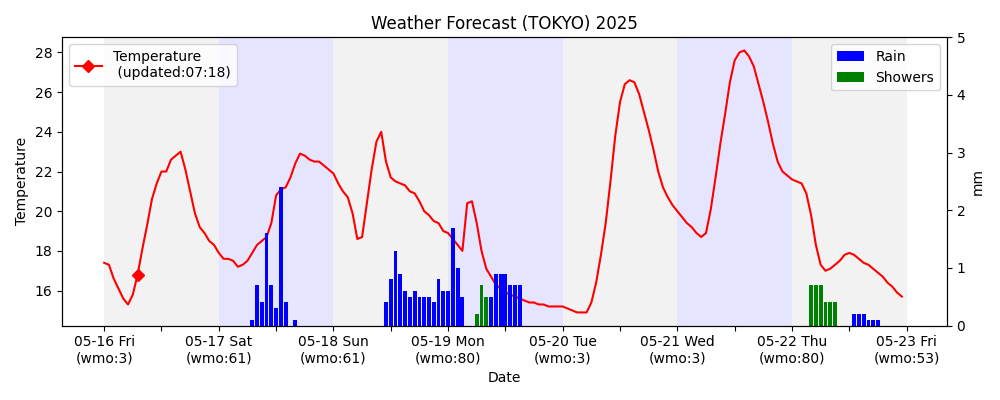 Weather Forecast (TOKYO) 2025
Temperature
(updated:07:18)
Rain
Showers
28
26
24
22
20
18
16
Temperature
5
4
3
2
1
0
mm
05-16 Fri
(wmo:3)
05-17 Sat
(wmo:61)
05-18 Sun
(wmo:61)
05-19 Mon
(wmo:80)
05-20 Tue
(wmo:3)
05-21 Wed
(wmo:3)
05-22 Thu
(wmo:80)
05-23 Fri
(wmo:53)
Date